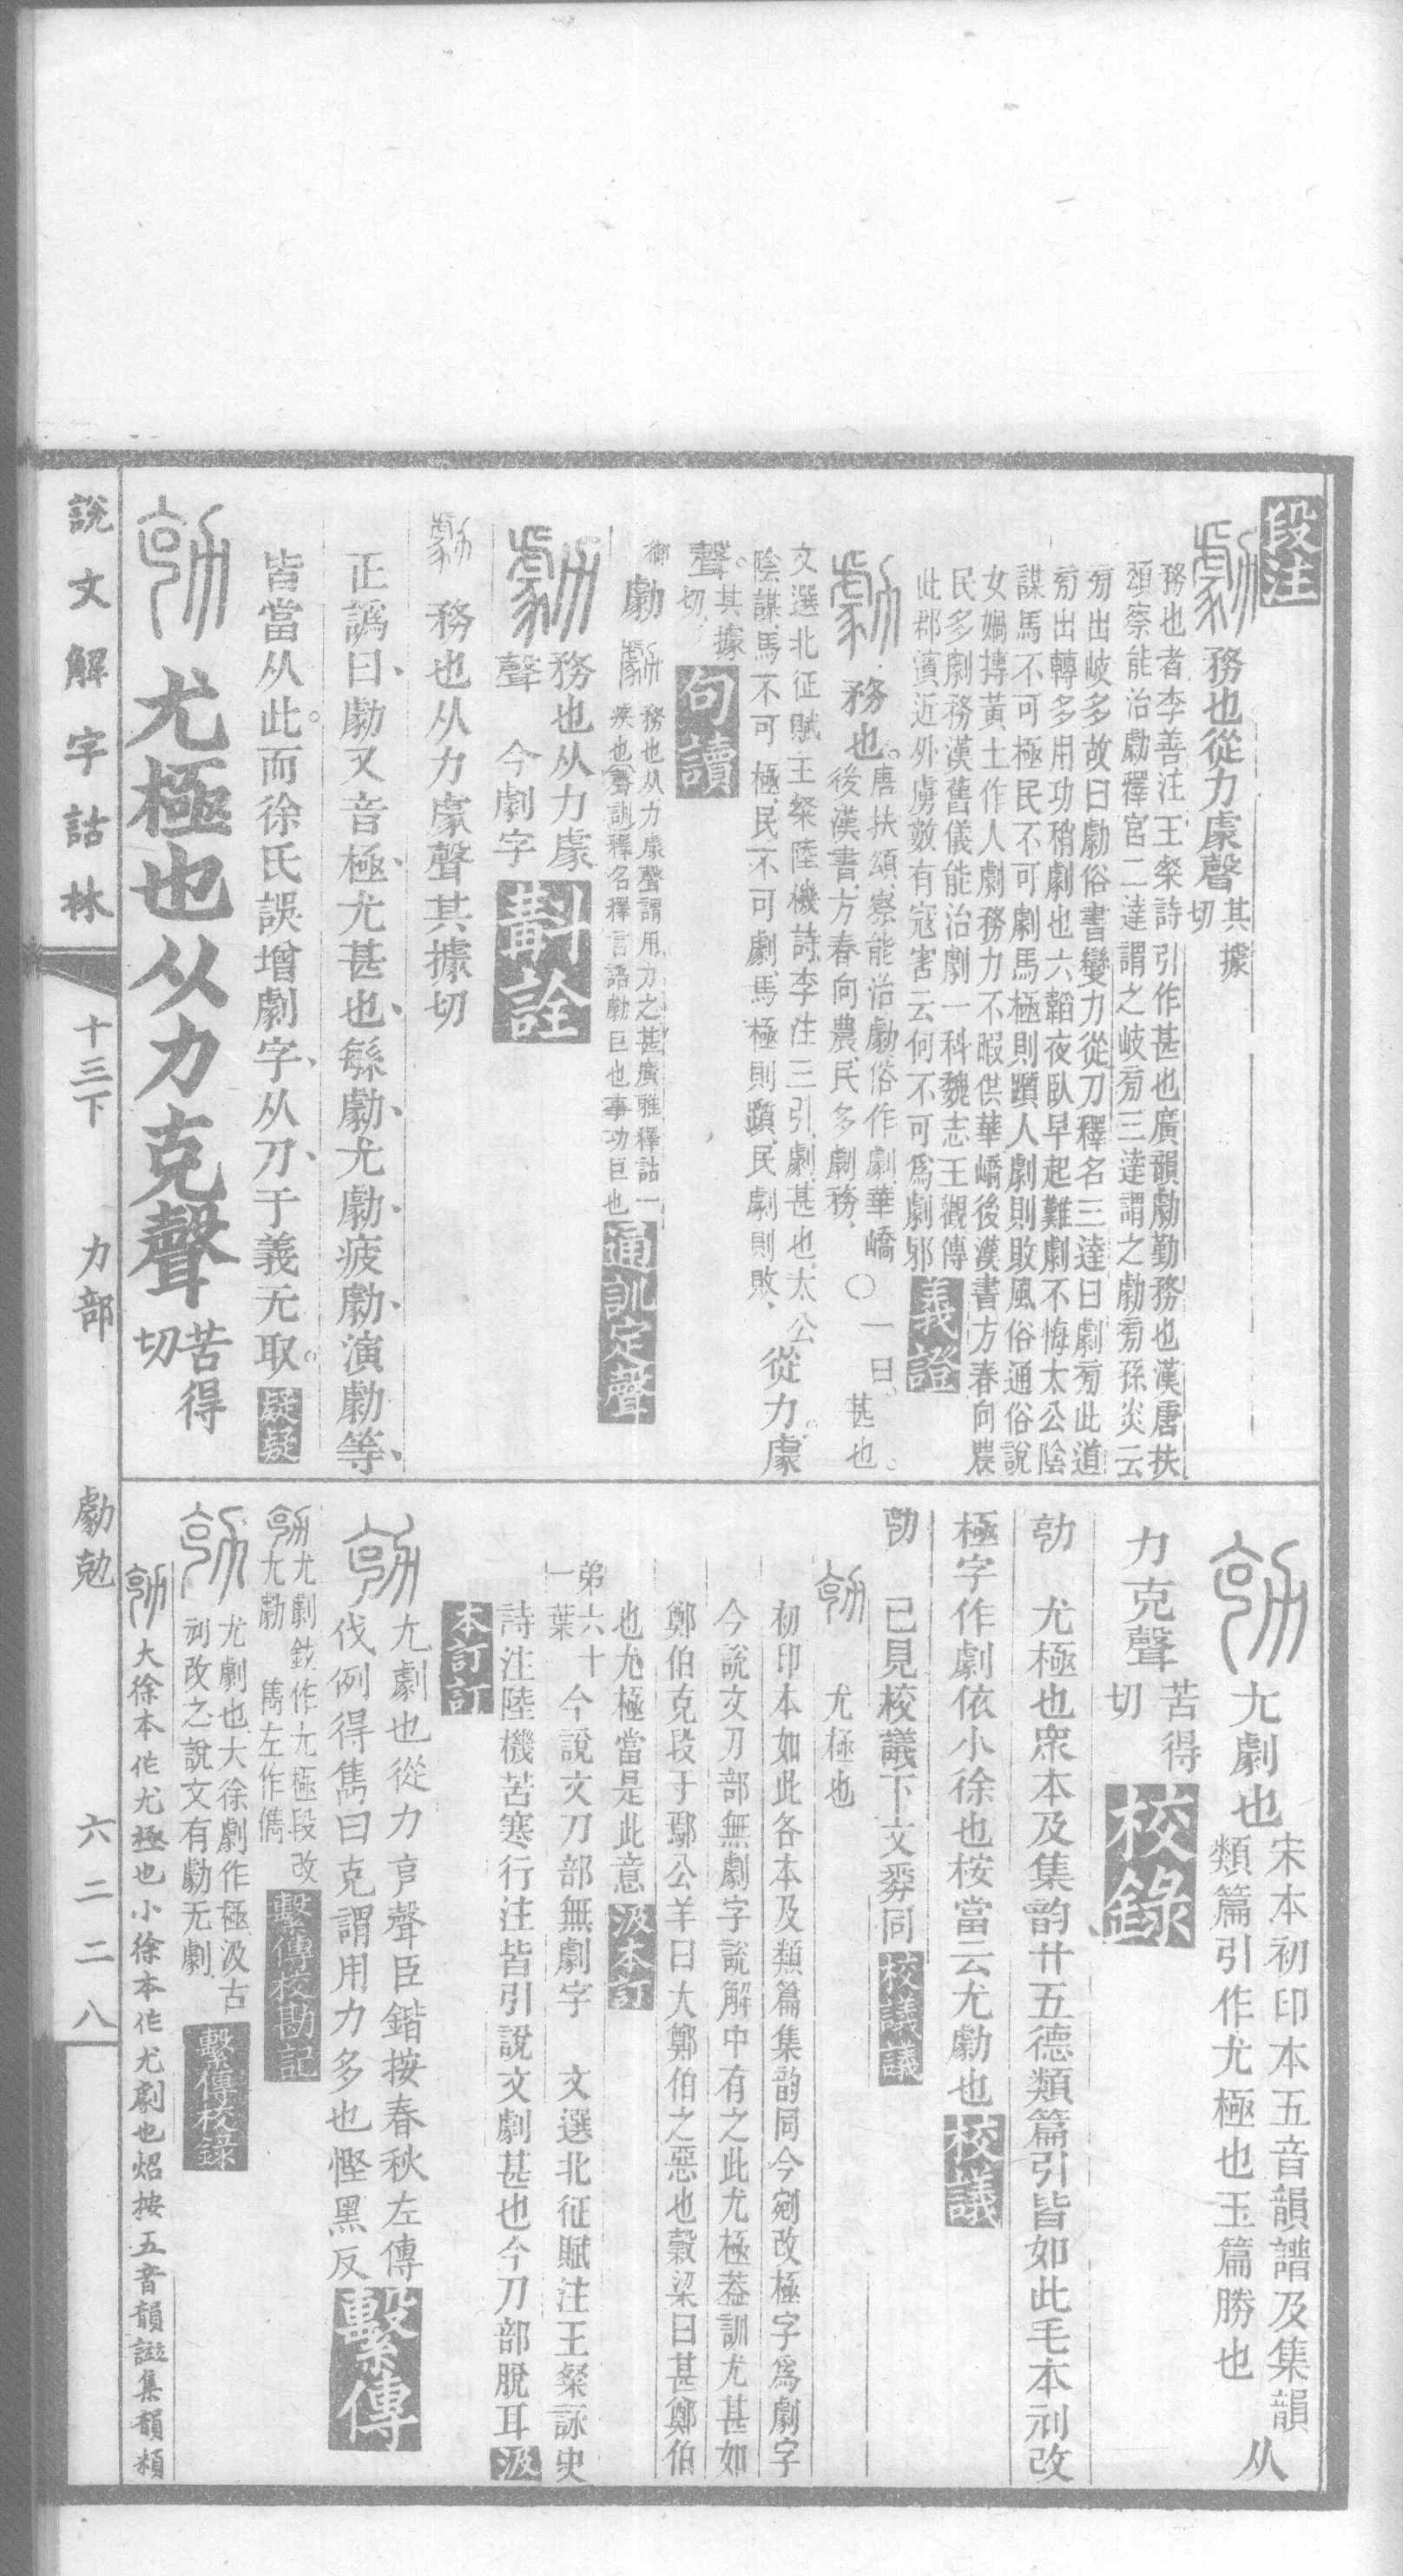 段注
務也從力豦聲其據切
務也者李善注王粲詩引作甚也廣韻勮勤務也漢唐扶
頌察能治勮釋宮二達謂之歧旁三達謂之勮旁孫炎云
旁出歧多故曰勮俗書變力從刀釋名三達曰劇旁此道
旁出轉多用功稍劇也六韜夜臥早起難劇不悔太公陰
謀馬不可極民不可劇馬極則躓人劇則敗風俗通俗說
女媧摶黃土作人劇務力不暇供華嶠後漢書方春向農
民多劇務漢舊儀能治劇一科魏志王觀傳
此郡濱近外虜數有寇害云何不可爲劇邪義證
務也。唐扶頌察能治勮俗作劇華嶠
後漢書方春向農民多劇務、〇一曰。甚也。
文選北征賦王粲陸機詩李注三引劇甚也太公
陰謀馬不可極民不可劇馬極則躓民劇則敗、從力豦
聲。其據切句讀
御勮務也从力豦聲謂用力之甚廣雅釋詁一
疾也聲訓釋名釋言語勮巨也事功巨也通訓定聲
務也从力豦
聲 今劇字斠詮
務也从力豦聲其據切
正譌曰勮又音極尤甚也緐勮尤勮疲勮演勮等
皆當从此。而徐氏誤增劇字从刀于義无取。疑疑
尤極也从力克聲苦得切
尢劇也宋本初印本五音韻譜及集韻
類篇引作尤極也玉篇勝也从
力克聲苦得切校錄
勀 尤極也眾本及集韵廿五德類篇引皆如此毛本刓改
極字作劇依小徐也桉當云尤勮也校議
勀 已見校議下文㢲同校議議
尤極也
初印本如此各本及類篇集韵同今剜改極字爲劇字
今說文刀部無劇字說解中有之此尤極葢訓尤甚如
鄭伯克段于鄢公羊曰大鄭伯之惡也穀梁曰甚鄭伯
也尤極當是此意汲本訂
弟六十一葉 今說文刀部無劇字 文選北征賦注王粲詠史
詩注陸機苦寒行注皆引說文劇甚也今刀部脫耳汲
本訂訂
尢劇也從力克聲臣鍇按春秋左傳
伐例得雋曰克謂用力多也慳黑反繫傳
尤劇鉉作尢極段改
尢勮 雋左作儁繫傳校勘記
尤劇也大徐劇作極汲古
刓改之說文有勮无劇繫傳校錄
大徐本作尤極也小徐本作尤劇也炤按五音韻譜集韻類
說文解字詁林 十三下 力部 勮勀 六二二八